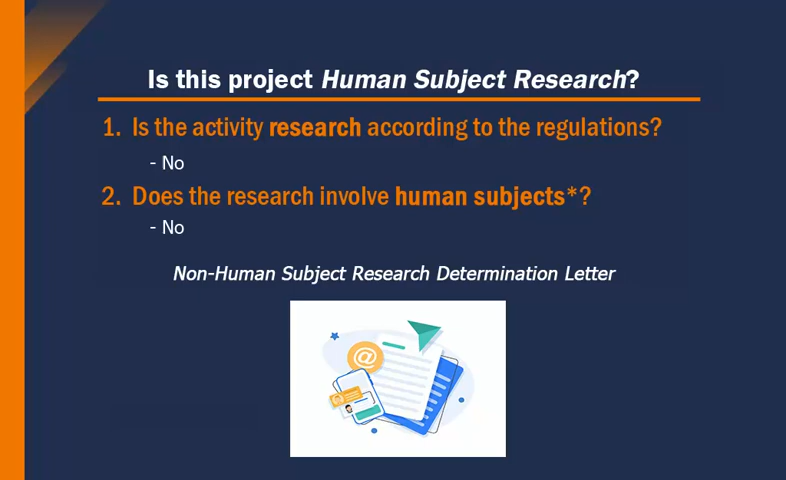 Is this project Human Subject Research?
1. Is the activity research according to the regulations?
- No
2. Does the research involve human subjects*?
- No
Non-Human Subject Research Determination Letter
@